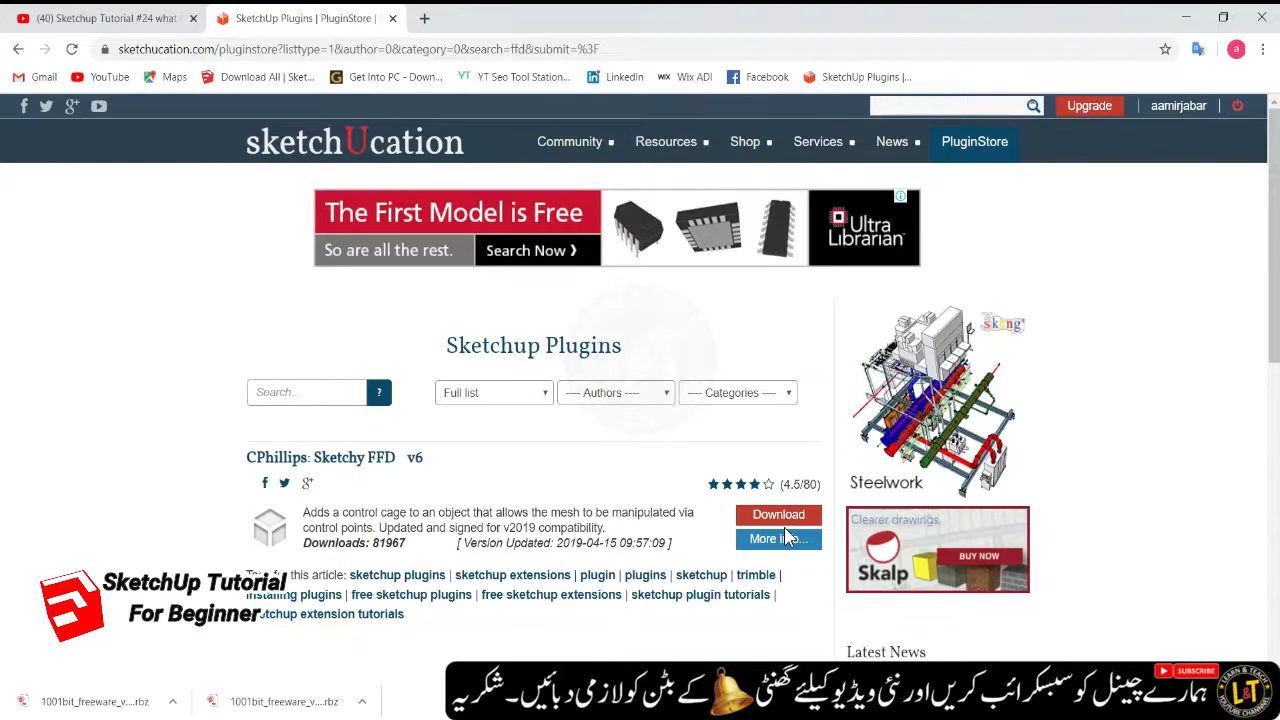 (40) Sketchup Tutorial #24 what
SketchUp Plugins | PluginStore |
sketchucation.com/pluginstore?listtype=1&author=0&category=0&search=ffd&submit=%3F
a
Gmail YouTube Maps Download All | Sket... Get Into PC - Down... YT Seo Tool Station... LinkedIn Wix ADI Facebook SketchUp Plugins |...
Upgrade aamirjabar
sketchUcation
Community Resources Shop Services News PluginStore
The First Model is Free
So are all the rest. Search Now ❯
Ultra
Librarian
Sketchup Plugins
Search... ?
Full list
---- Authors ----
---- Categories ----
CPhillips: Sketchy FFD v6
(4.5/80)
Adds a control cage to an object that allows the mesh to be manipulated via
control points. Updated and signed for v2019 compatibility.
Downloads: 81967 [ Version Updated: 2019-04-15 09:57:09 ]
Download
this article: sketchup plugins | sketchup extensions | plugin | plugins | sketchup | trimble |
installing plugins | free sketchup plugins | free sketchup extensions | sketchup plugin tutorials |
sketchup extension tutorials
SketchUp Tutorial
For Beginner
skeng
Steelwork
Clearer drawings.
BUY NOW
Skalp
Latest News
1001bit_freeware_v....rbz
1001bit_freeware_v....rbz
ہمارے چینل کو سبسکرائب کریں اور نئی ویڈیو کیلئے گھنٹی کے بٹن کو لازمی دبائیں۔ شکریہ
SUBSCRIBE
LEARN & TEACH
L&T
YOUTUBE CHANNEL